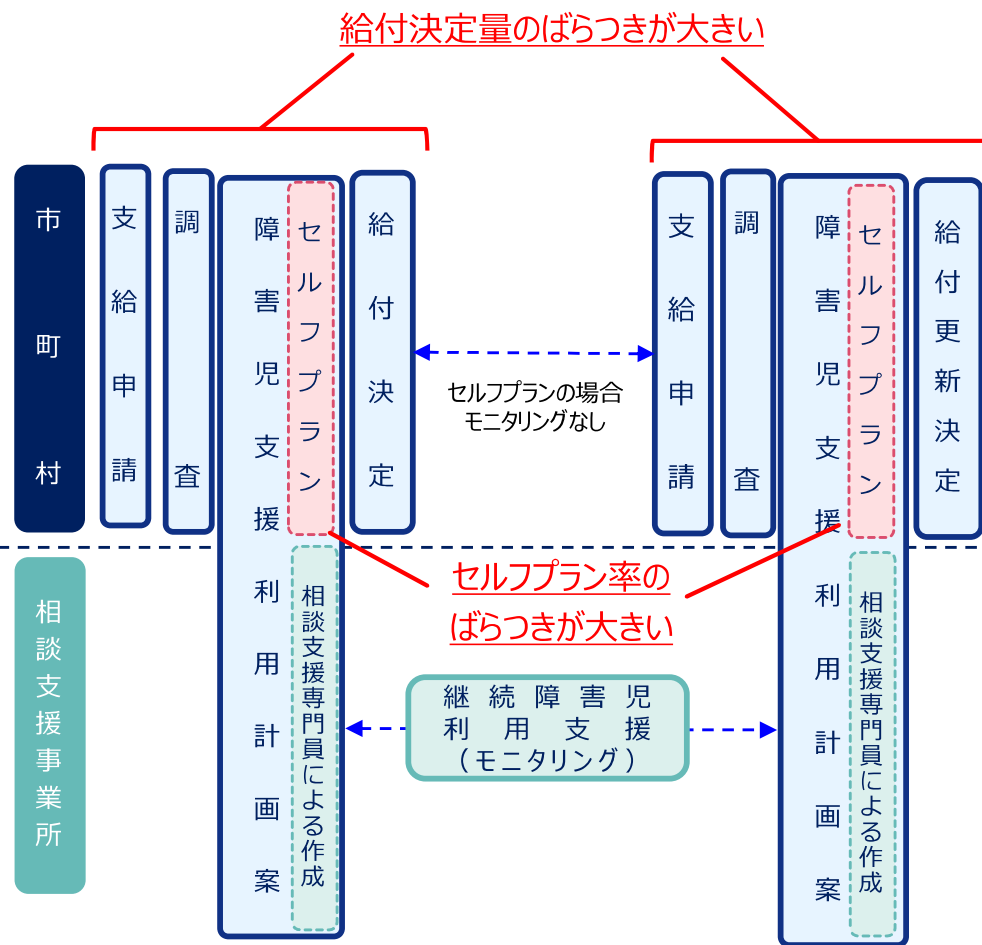 給付決定量のばらつきが大きい
市町村
支給申請
調査
障害児支援利用計画案
セルフプラン
相談支援専門員による作成
給付決定
セルフプランの場合
モニタリングなし
支給申請
調査
障害児支援利用計画案
セルフプラン
相談支援専門員による作成
給付更新決定
セルフプラン率の
ばらつきが大きい
相談支援事業所
継続障害児
利用支援
（モニタリング）